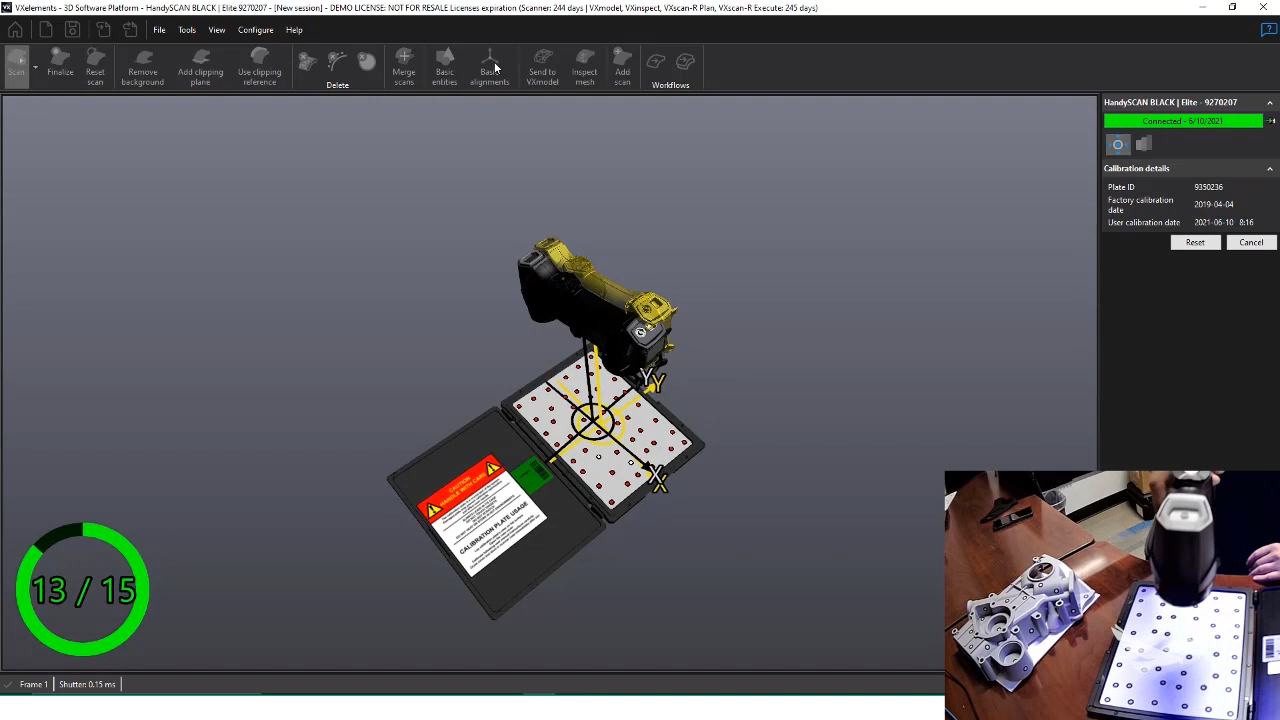 VXelements - 3D Software Platform - HandySCAN BLACK | Elite 9270207 - [New session] - DEMO LICENSE: NOT FOR RESALE Licenses expiration (Scanner: 244 days | VXmodel, VXinspect, VXscan-R Plan, VXscan-R Execute: 245 days)
File Tools View Configure Help
Scan
Finalize
Reset scan
Remove background
Add clipping plane
Use clipping reference
Delete
Merge scans
Basic entities
Basic alignments
Send to VXmodel
Inspect mesh
Add scan
Workflows
HandySCAN BLACK | Elite - 9270207
Connected - 6/10/2021
Calibration details
Plate ID 9350236
Factory calibration date 2019-04-04
User calibration date 2021-06-10 8:16
Reset Cancel
Y Y
X X
CAUTION
HANDLE WITH CARE
CALIBRATION PLATE USAGE
13 / 15
Frame 1 Shutter: 0.15 ms